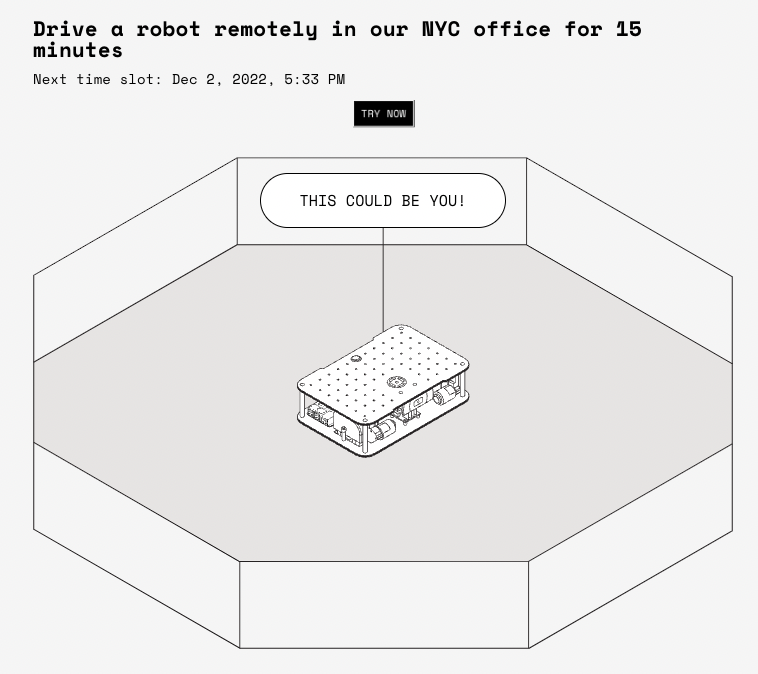 Drive a robot remotely in our NYC office for 15
minutes
Next time slot: Dec 2, 2022, 5:33 PM
TRY NOW
THIS COULD BE YOU!